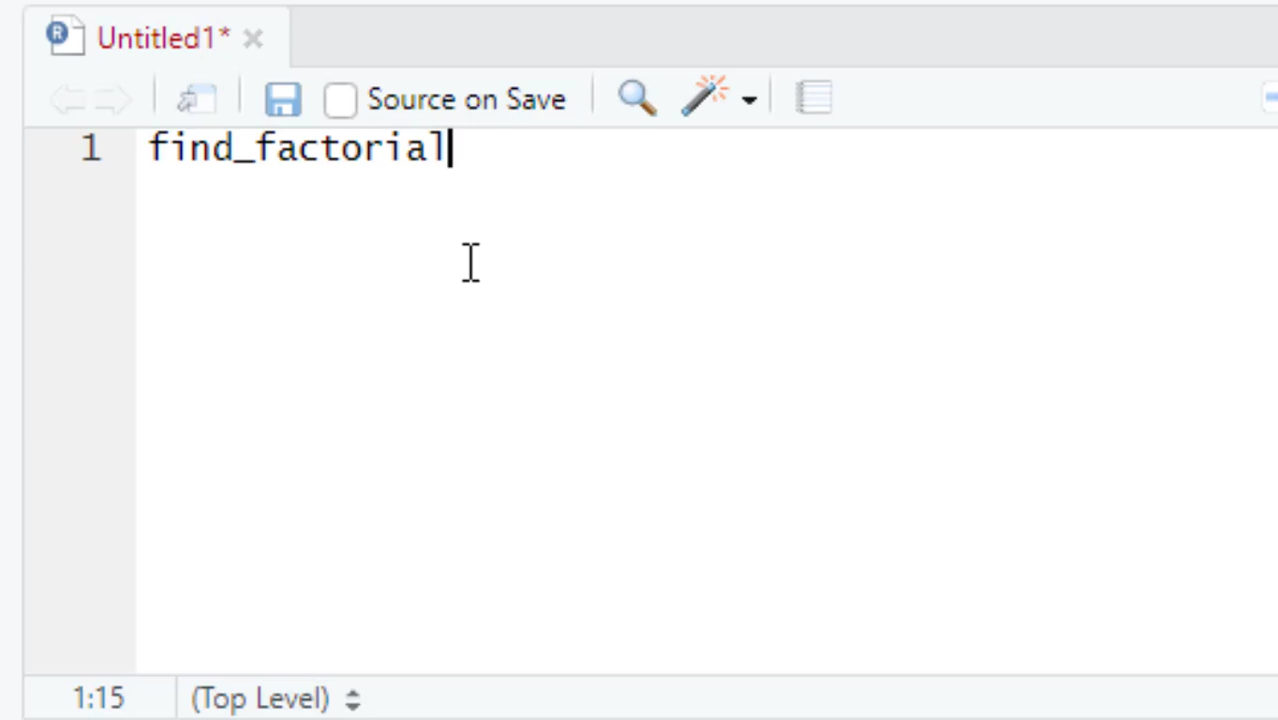 Untitled1*
Source on Save
1 find_factorial
1:15 (Top Level)